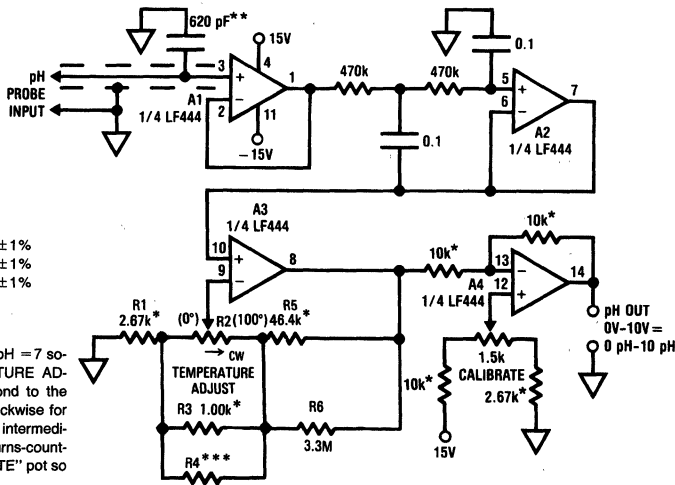 620 pF**
15V
pH
PROBE
INPUT
3
4
+
1
A1
−
2
11
1/4 LF444
−15V
470k
470k
0.1
0.1
5
+
7
6
−
A2
1/4 LF444
A3
1/4 LF444
10
+
8
9
−
±1%
±1%
±1%
R1
2.67k*
(0°)
R2
(100°)
R5
46.4k*
→ CW
TEMPERATURE
ADJUST
R3 1.00k*
R4***
R6
3.3M
10k*
10k*
13
−
14
A4
12
+
1/4 LF444
1.5k
CALIBRATE
10k*
2.67k*
15V
pH OUT
0V-10V =
0 pH-10 pH
pH = 7 so-
TURE AD-
ond to the
ckwise for
intermedi-
urns-count-
TE" pot so